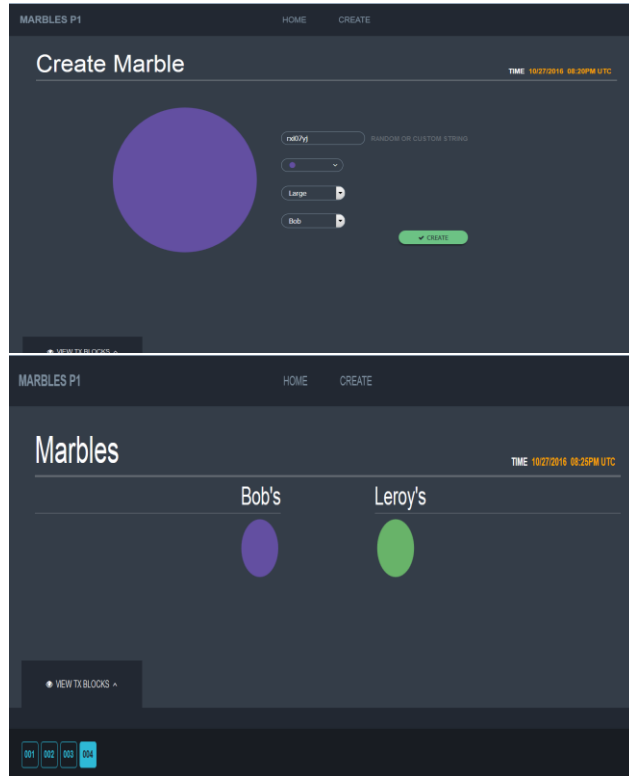 MARBLES P1 HOME CREATE
Create Marble
TIME 10/27/2016 08:20PM UTC
rxl07yj RANDOM OR CUSTOM STRING
Large
Bob
✔ CREATE
VIEW TX BLOCKS ^
MARBLES P1 HOME CREATE
Marbles
TIME 10/27/2016 08:25PM UTC
Bob's Leroy's
VIEW TX BLOCKS ^
001 002 003 004